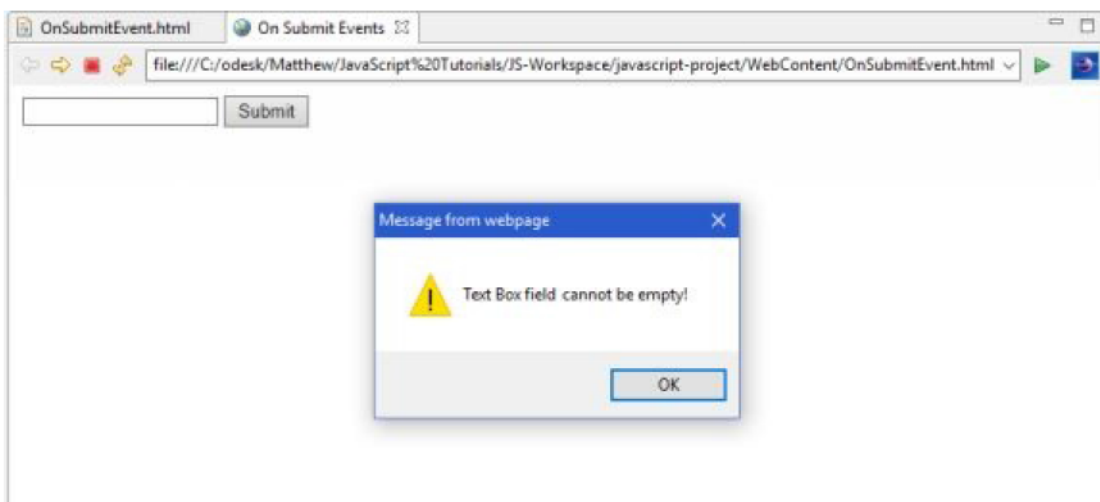 OnSubmitEvent.html On Submit Events
file:///C:/odesk/Matthew/JavaScript%20Tutorials/JS-Workspace/javascript-project/WebContent/OnSubmitEvent.html
Submit
Message from webpage
Text Box field cannot be empty!
OK